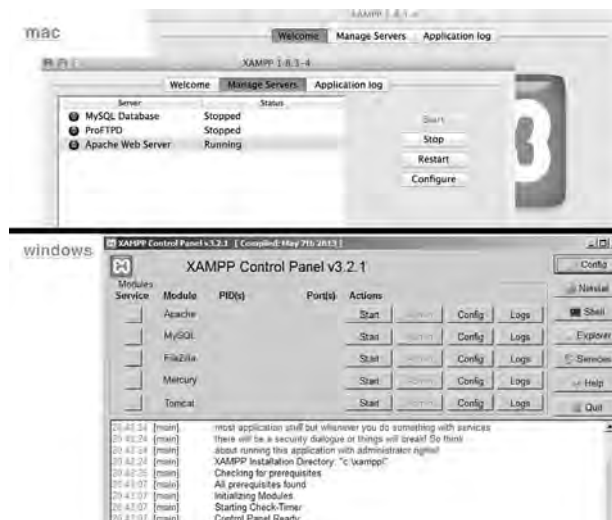 mac
XAMPP 1.8.3-4
Welcome Manage Servers Application log
XAMPP 1.8.3-4
Welcome Manage Servers Application log
Server Status
MySQL Database Stopped
ProFTPD Stopped
Apache Web Server Running
Start
Stop
Restart
Configure
windows
XAMPP Control Panel v3.2.1 [ Compiled: May 7th 2013 ]
XAMPP Control Panel v3.2.1
Config
Modules
Service Module PID(s) Port(s) Actions
Netstat
Apache Start Admin Config Logs
Shell
MySQL Start Admin Config Logs
Explorer
FileZilla Start Admin Config Logs
Services
Mercury Start Admin Config Logs
Help
Tomcat Start Admin Config Logs
Quit
[main] most application stuff but whenever you do something with services
[main] there will be a security dialogue or things will break! So think
[main] about running this application with administrator rights!
[main] XAMPP Installation Directory: "c:\xampp\"
[main] Checking for prerequisites
[main] All prerequisites found
[main] Initializing Modules
[main] Starting Check-Timer
[main] Control Panel Ready